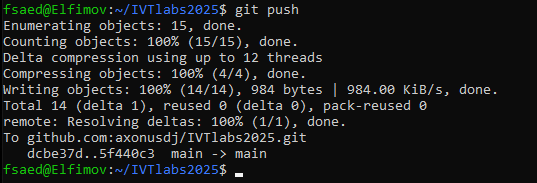 fsaed@Elfimov:~/IVTlabs2025$ git push
Enumerating objects: 15, done.
Counting objects: 100% (15/15), done.
Delta compression using up to 12 threads
Compressing objects: 100% (4/4), done.
Writing objects: 100% (14/14), 984 bytes | 984.00 KiB/s, done.
Total 14 (delta 1), reused 0 (delta 0), pack-reused 0
remote: Resolving deltas: 100% (1/1), done.
To github.com:axonusdj/IVTlabs2025.git
   dcbe37d..5f440c3  main -> main
fsaed@Elfimov:~/IVTlabs2025$